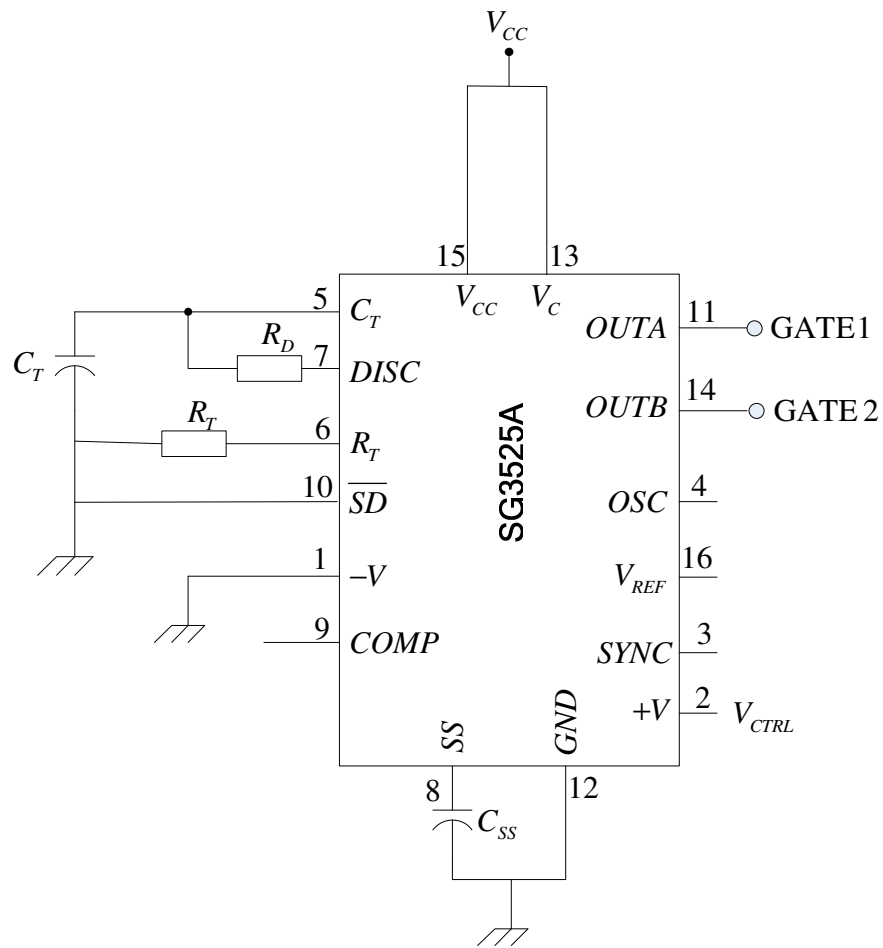 V_CC
15 13
5 C_T V_CC V_C
R_D
7 DISC
C_T
R_T
6 R_T
10 \overline{SD}
1 −V
9 COMP
SG3525A
OUTA 11 GATE1
OUTB 14 GATE 2
OSC 4
V_REF 16
SYNC 3
+V 2 V_CTRL
SS GND
8 12
C_SS